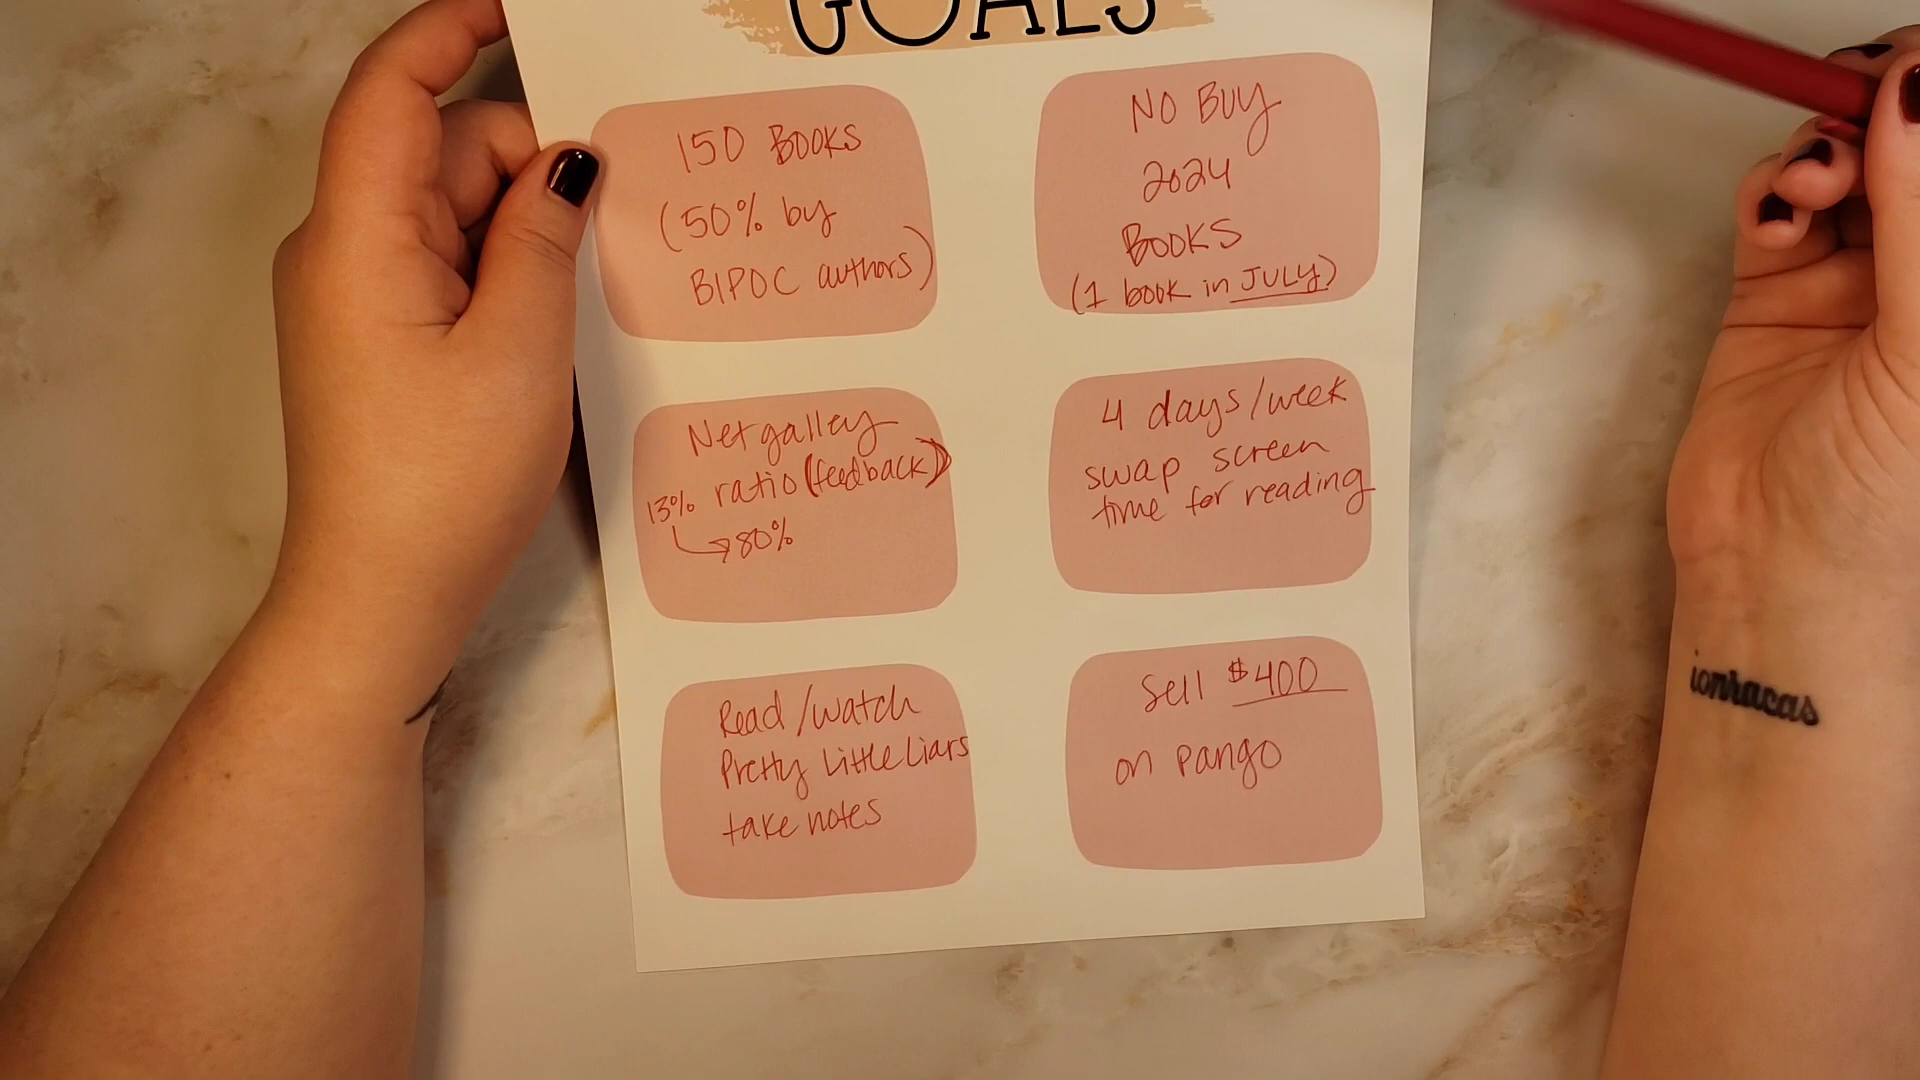 GOALS
150 BOOKS
(50% by
BIPOC authors)
NO BUY
2024
BOOKS
(1 book in JULY)
Netgalley
13% ratio (feedback)
→80%
4 days/week
swap screen
time for reading
Read/watch
Pretty Little Liars
take notes
Sell $400
on pango
ionracas